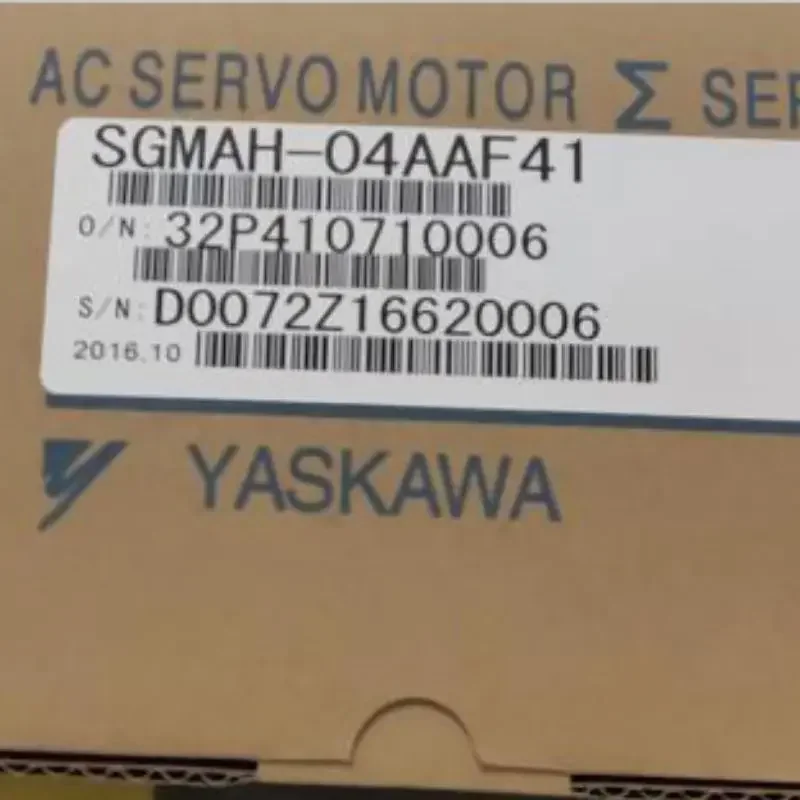 AC SERVO MOTOR Σ SER
SGMAH-04AAF41
O/N: 32P410710006
S/N: D0072Z16620006
2016.10
YASKAWA